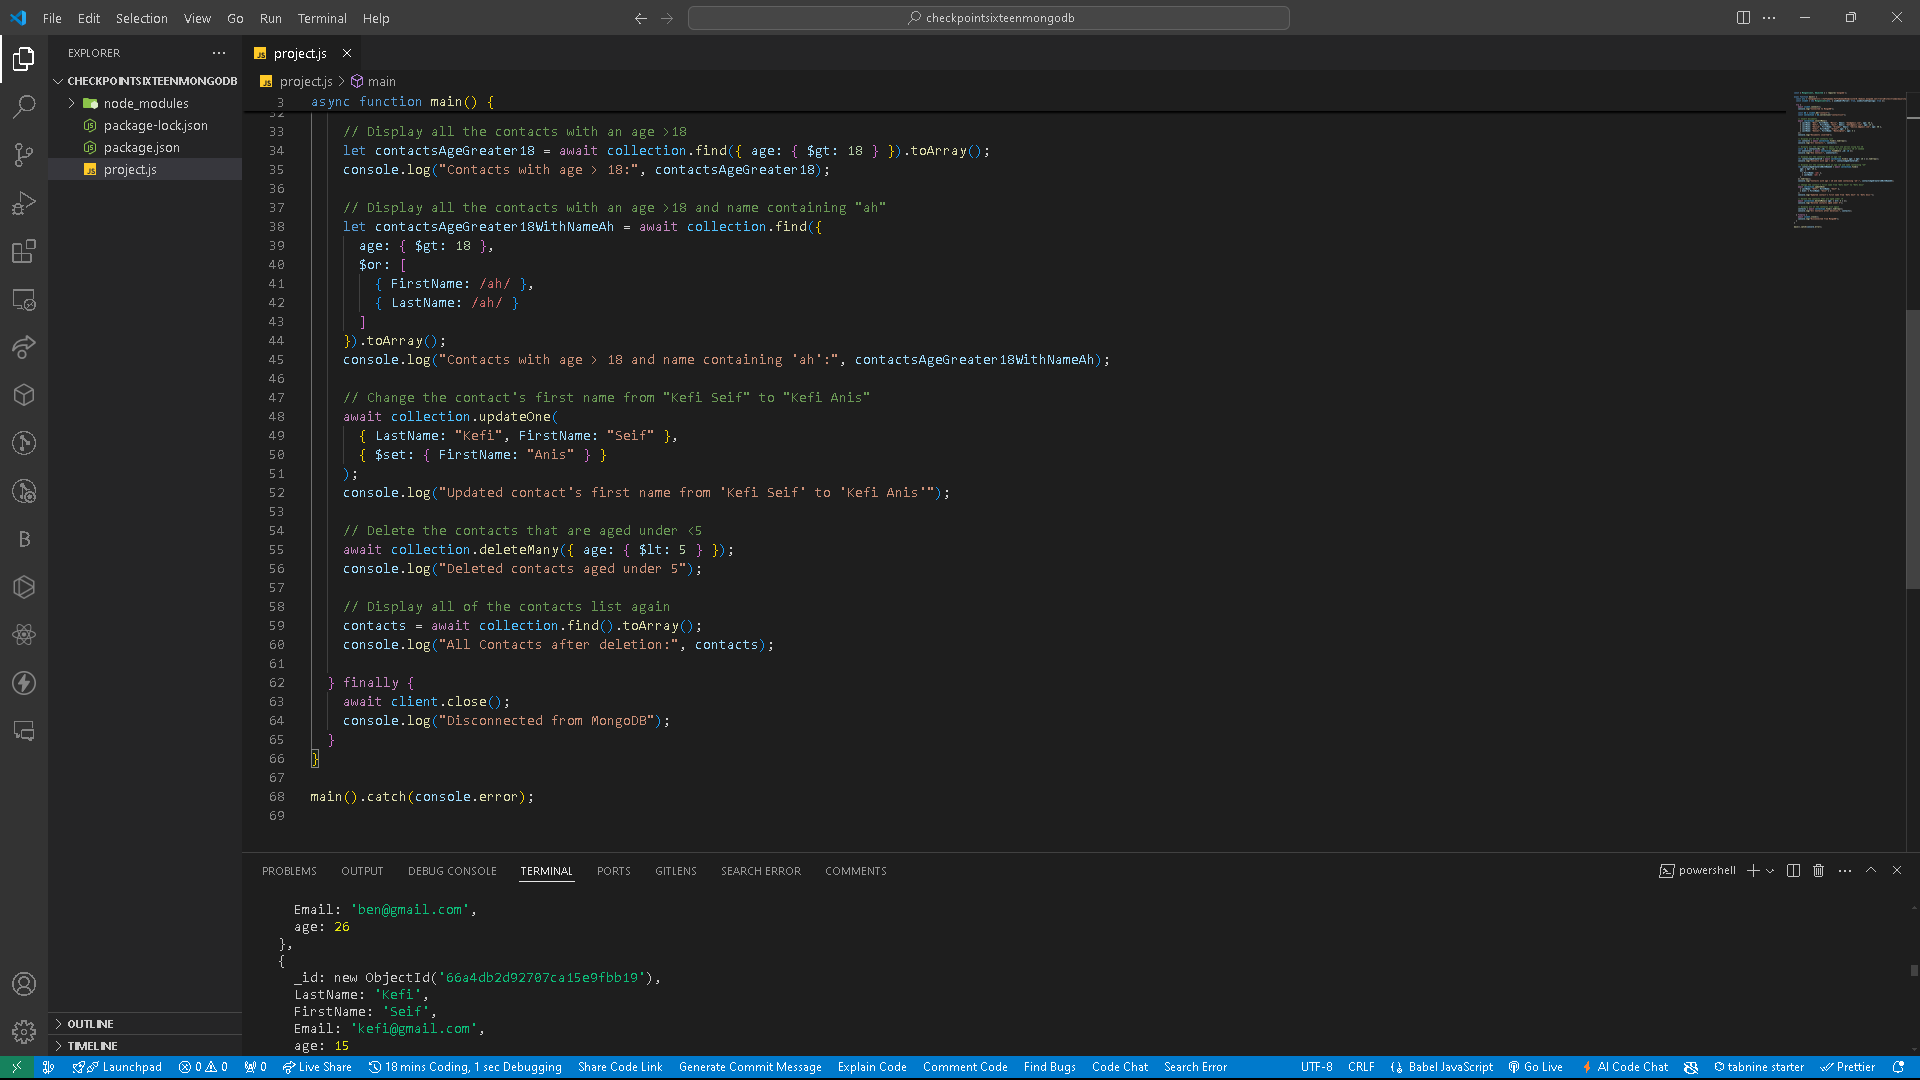 File Edit Selection View Go Run Terminal Help
checkpointsixteenmongodb
EXPLORER
CHECKPOINTSIXTEENMONGODB
node_modules
package-lock.json
package.json
project.js
OUTLINE
TIMELINE
project.js
project.js > main
3 async function main() {
32
33 // Display all the contacts with an age >18
34 let contactsAgeGreater18 = await collection.find({ age: { $gt: 18 } }).toArray();
35 console.log("Contacts with age > 18:", contactsAgeGreater18);
36
37 // Display all the contacts with an age >18 and name containing "ah"
38 let contactsAgeGreater18WithNameAh = await collection.find({
39 age: { $gt: 18 },
40 $or: [
41 { FirstName: /ah/ },
42 { LastName: /ah/ }
43 ]
44 }).toArray();
45 console.log("Contacts with age > 18 and name containing 'ah':", contactsAgeGreater18WithNameAh);
46
47 // Change the contact's first name from "Kefi Seif" to "Kefi Anis"
48 await collection.updateOne(
49 { LastName: "Kefi", FirstName: "Seif" },
50 { $set: { FirstName: "Anis" } }
51 );
52 console.log("Updated contact's first name from 'Kefi Seif' to 'Kefi Anis'");
53
54 // Delete the contacts that are aged under <5
55 await collection.deleteMany({ age: { $lt: 5 } });
56 console.log("Deleted contacts aged under 5");
57
58 // Display all of the contacts list again
59 contacts = await collection.find().toArray();
60 console.log("All Contacts after deletion:", contacts);
61
62 } finally {
63 await client.close();
64 console.log("Disconnected from MongoDB");
65 }
66 }
67
68 main().catch(console.error);
69
PROBLEMS OUTPUT DEBUG CONSOLE TERMINAL PORTS GITLENS SEARCH ERROR COMMENTS
powershell
Email: 'ben@gmail.com',
age: 26
},
{
_id: new ObjectId('66a4db2d92707ca15e9fbb19'),
LastName: 'Kefi',
FirstName: 'Seif',
Email: 'kefi@gmail.com',
age: 15
Launchpad 0 0 0 Live Share 18 mins Coding, 1 sec Debugging Share Code Link Generate Commit Message Explain Code Comment Code Find Bugs Code Chat Search Error UTF-8 CRLF Babel JavaScript Go Live AI Code Chat tabnine starter Prettier